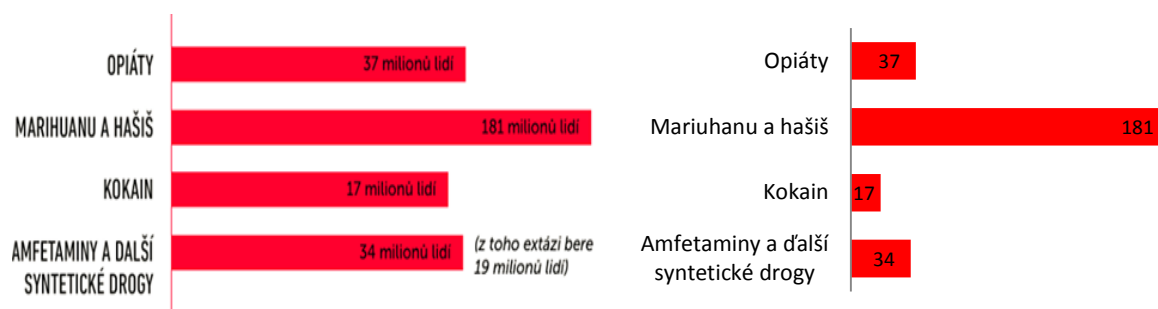 OPIÁTY
37 milionů lidí
MARIHUANU A HAŠIŠ
181 milionů lidí
KOKAIN
17 milionů lidí
AMFETAMINY A DALŠÍ
SYNTETICKÉ DROGY
34 milionů lidí
(z toho extázi bere
19 milionů lidí)
Opiáty
37
Mariuhanu a hašiš
181
Kokain
17
Amfetaminy a ďalší
syntetické drogy
34